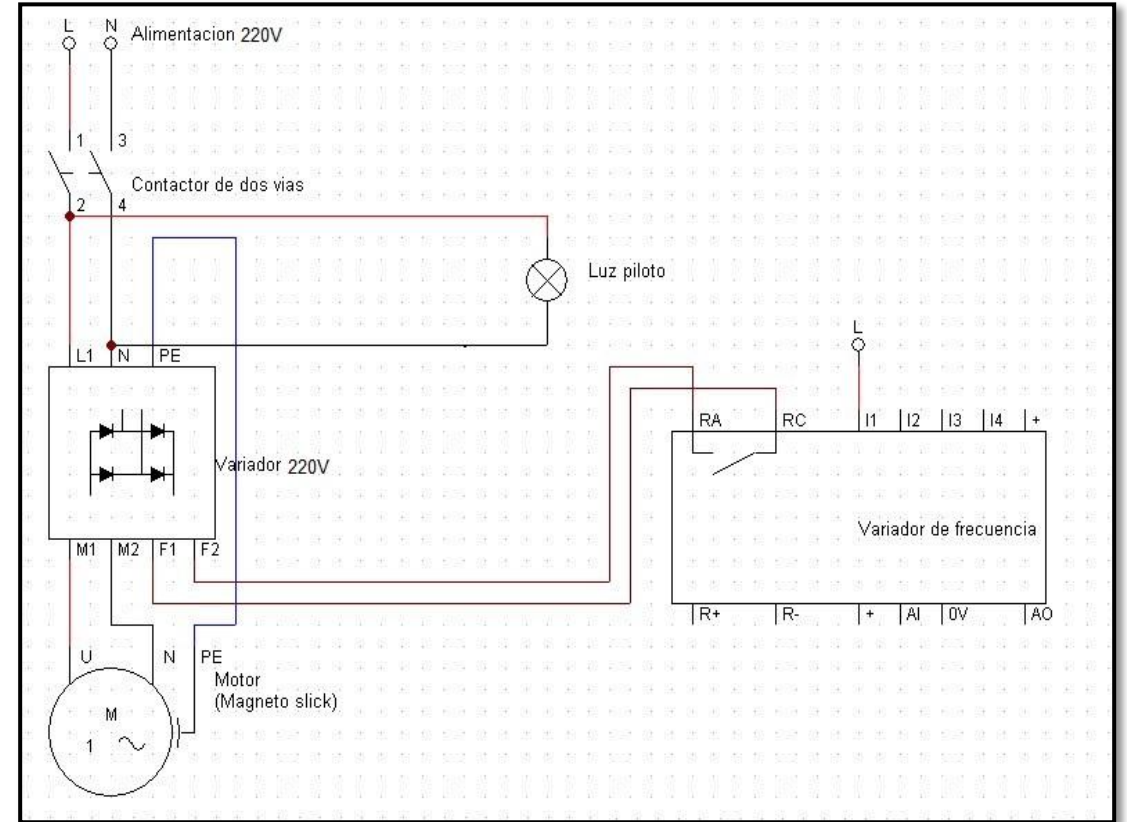 L N Alimentacion 220V
1 3
Contactor de dos vias
2 4
Luz piloto
L
L1 N PE
RA RC I1 I2 I3 I4 +
Variador 220V
Variador de frecuencia
M1 M2 F1 F2
R+ R- + AI 0V AO
U N PE
Motor
(Magneto slick)
M
1